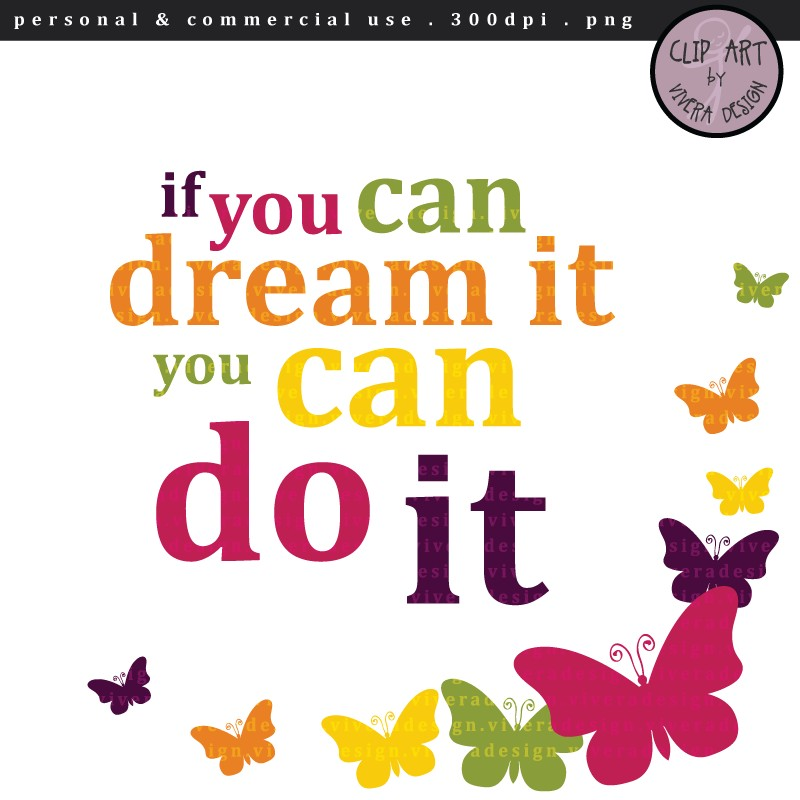 personal & commercial use . 300dpi . png
CLIP ART
by
VIVERA DESIGN
if you can
dream it
you can
do it